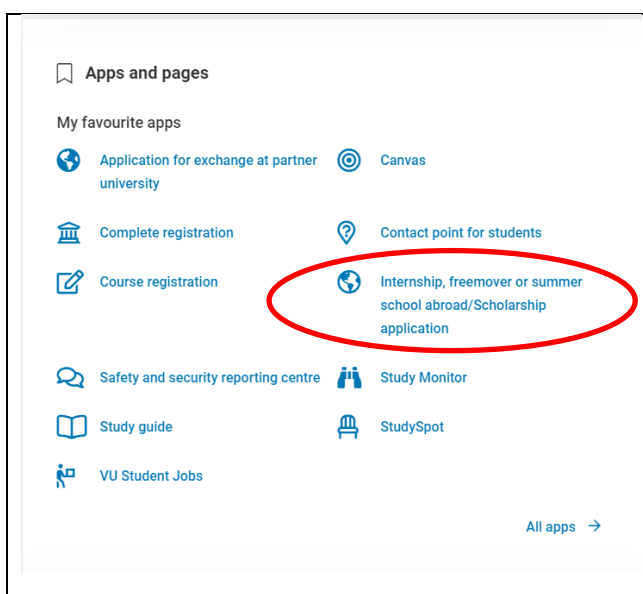 Apps and pages
My favourite apps
Application for exchange at partner
university
Canvas
Complete registration
Contact point for students
Course registration
Internship, freemover or summer
school abroad/Scholarship
application
Safety and security reporting centre
Study Monitor
Study guide
StudySpot
VU Student Jobs
All apps